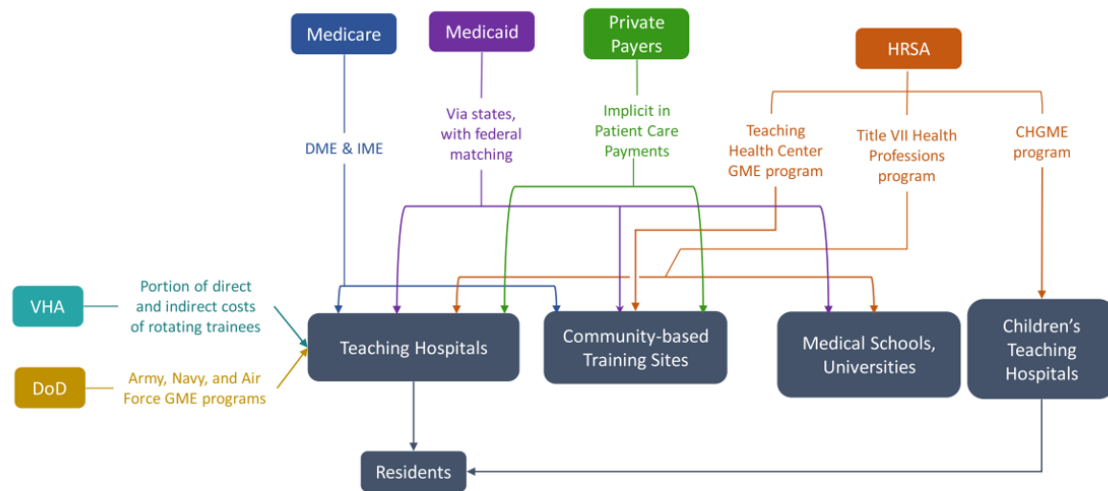 Medicare
Medicaid
Private
Payers
HRSA
DME & IME
Via states,
with federal
matching
Implicit in
Patient Care
Payments
Teaching
Health Center
GME program
Title VII Health
Professions
program
CHGME
program
VHA
Portion of direct
and indirect costs
of rotating trainees
DoD
Army, Navy, and Air
Force GME programs
Teaching Hospitals
Community-based
Training Sites
Medical Schools,
Universities
Children's
Teaching
Hospitals
Residents